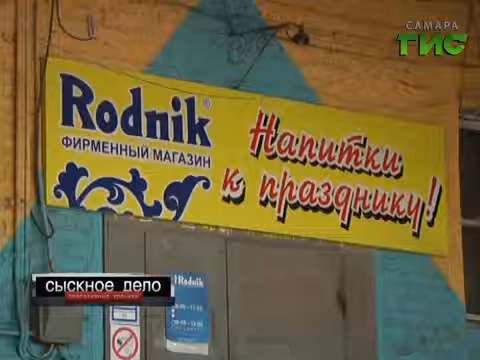 САМАРА
ГИС
Rodnik®
ФИРМЕННЫЙ МАГАЗИН
Напитки
к празднику!
СЫСКНОЕ ДЕЛО
Rodnik